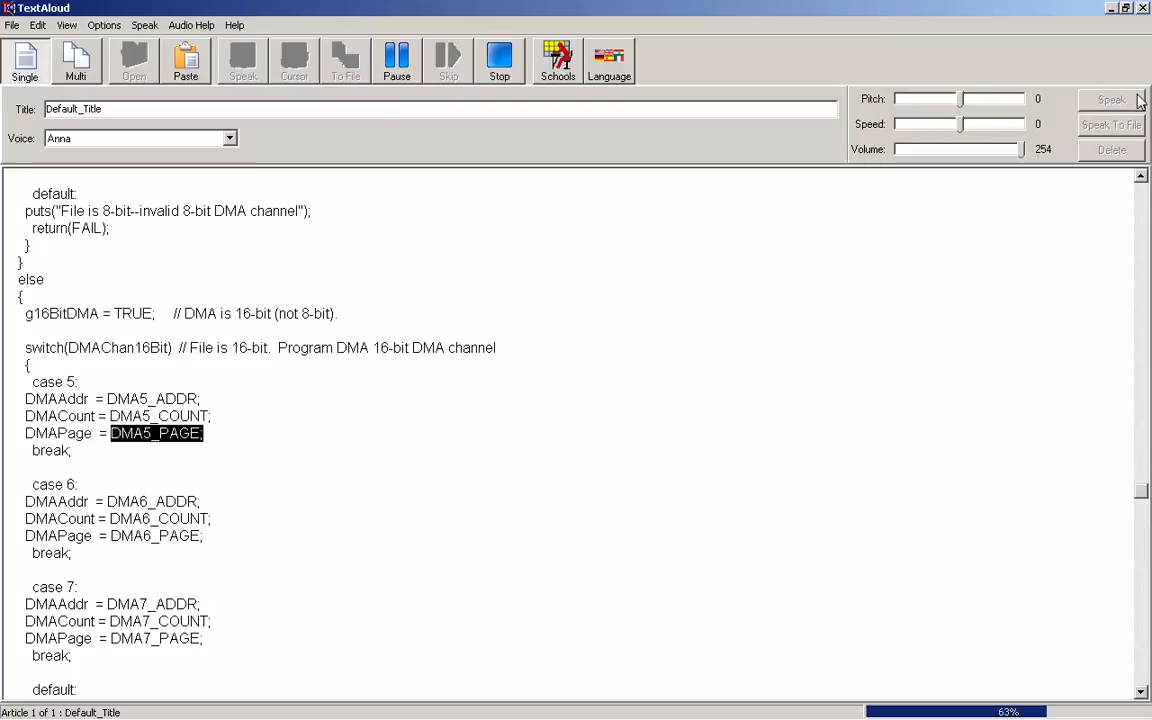 TextAloud
File Edit View Options Speak Audio Help Help
Single Multi Open Paste Speak Cursor To File Pause Skip Stop Schools Language
Title: Default_Title
Voice: Anna
Pitch: 0 Speak
Speed: 0 Speak To File
Volume: 254 Delete
default:
puts("File is 8-bit--invalid 8-bit DMA channel");
return(FAIL);
}
}
else
{
g16BitDMA = TRUE; // DMA is 16-bit (not 8-bit).
switch(DMAChan16Bit) // File is 16-bit. Program DMA 16-bit DMA channel
{
case 5:
DMAAddr = DMA5_ADDR;
DMACount = DMA5_COUNT;
DMAPage = DMA5_PAGE;
break;
case 6:
DMAAddr = DMA6_ADDR;
DMACount = DMA6_COUNT;
DMAPage = DMA6_PAGE;
break;
case 7:
DMAAddr = DMA7_ADDR;
DMACount = DMA7_COUNT;
DMAPage = DMA7_PAGE;
break;
default:
Article 1 of 1 : Default_Title 63%